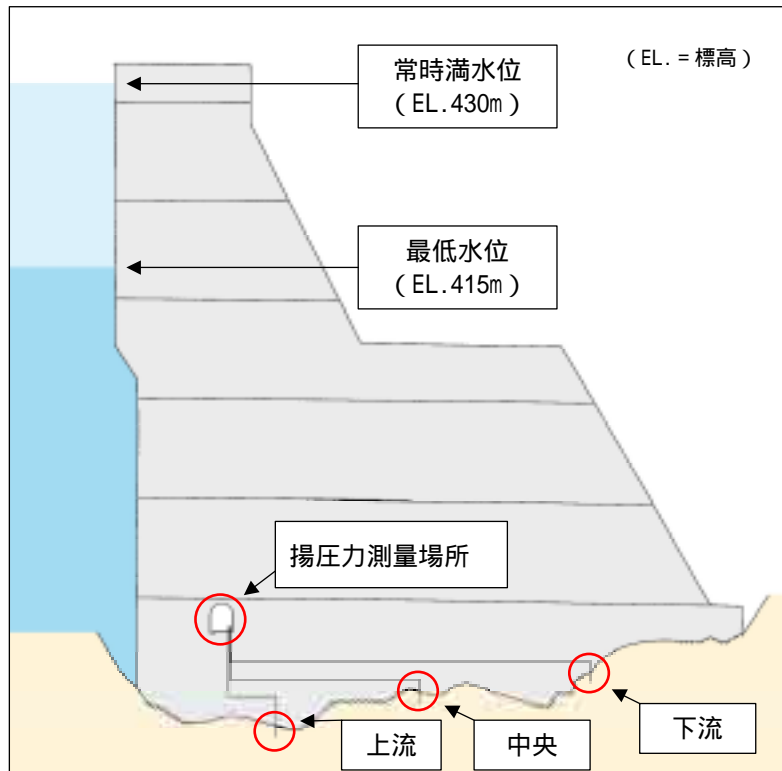 常時満水位
（EL.430m）
（EL.＝標高）
最低水位
（EL.415m）
揚圧力測量場所
上流
中央
下流